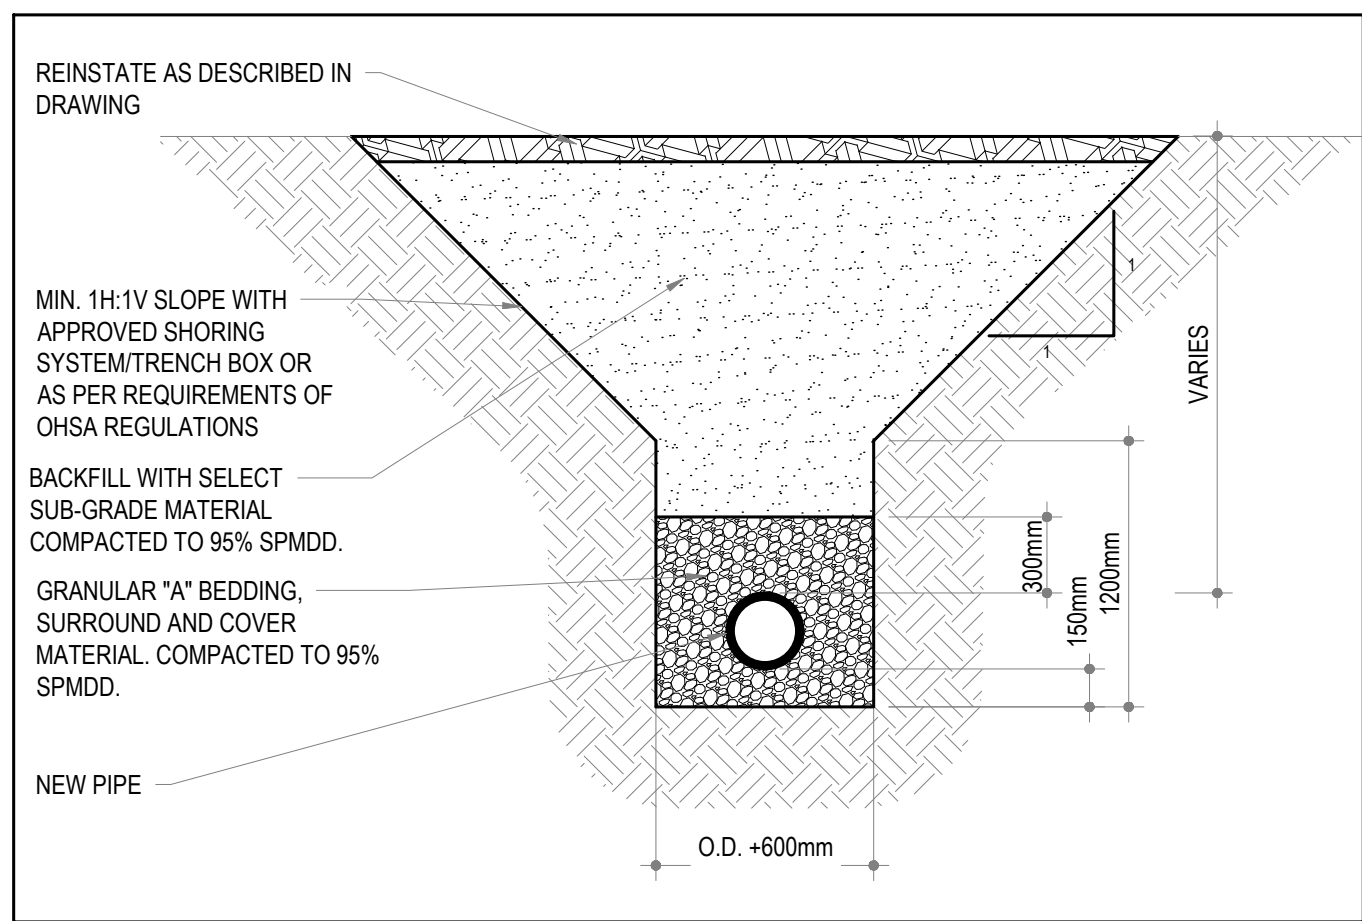 REINSTATE AS DESCRIBED IN
DRAWING
MIN. 1H:1V SLOPE WITH
APPROVED SHORING
SYSTEM/TRENCH BOX OR
AS PER REQUIREMENTS OF
OHSA REGULATIONS
BACKFILL WITH SELECT
SUB-GRADE MATERIAL
COMPACTED TO 95% SPMDD.
GRANULAR "A" BEDDING,
SURROUND AND COVER
MATERIAL. COMPACTED TO 95%
SPMDD.
NEW PIPE
1
1
VARIES
300mm
150mm
1200mm
O.D. +600mm